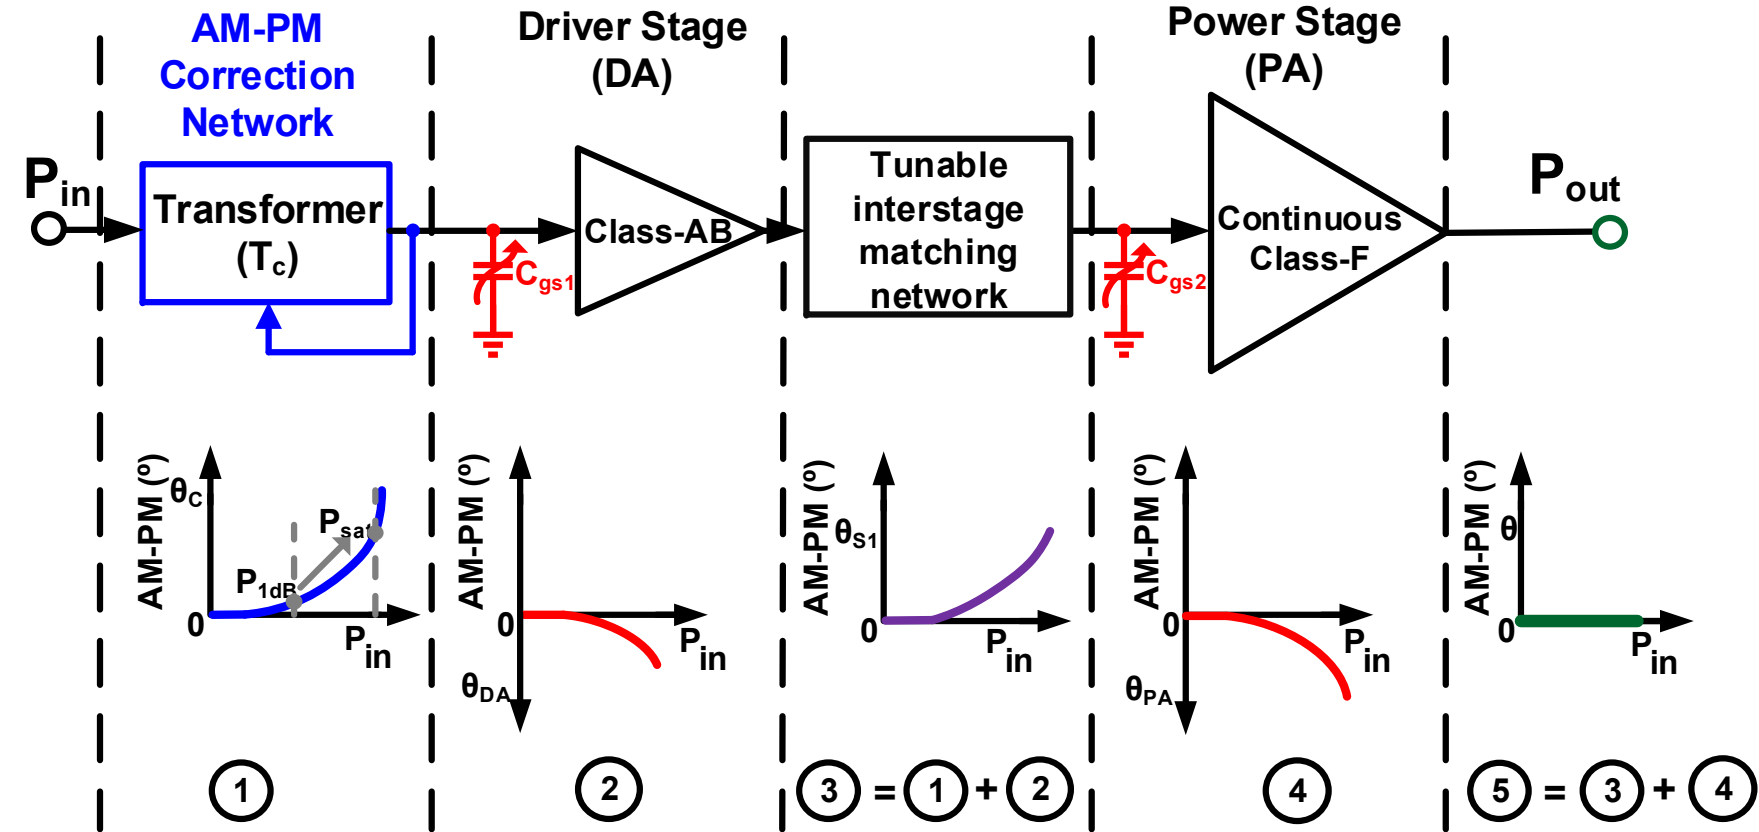 AM-PM
Correction
Network
Driver Stage
(DA)
Power Stage
(PA)
Pin
Transformer
(Tc)
Cgs1
Class-AB
Tunable
interstage
matching
network
Cgs2
Continuous
Class-F
Pout
AM-PM (º)
θC
Psat
P1dB
0
Pin
AM-PM (º)
0
θDA
Pin
AM-PM (º)
θS1
0
Pin
AM-PM (º)
0
θPA
Pin
AM-PM (º)
θ
0
Pin
1
2
3 = 1 + 2
4
5 = 3 + 4